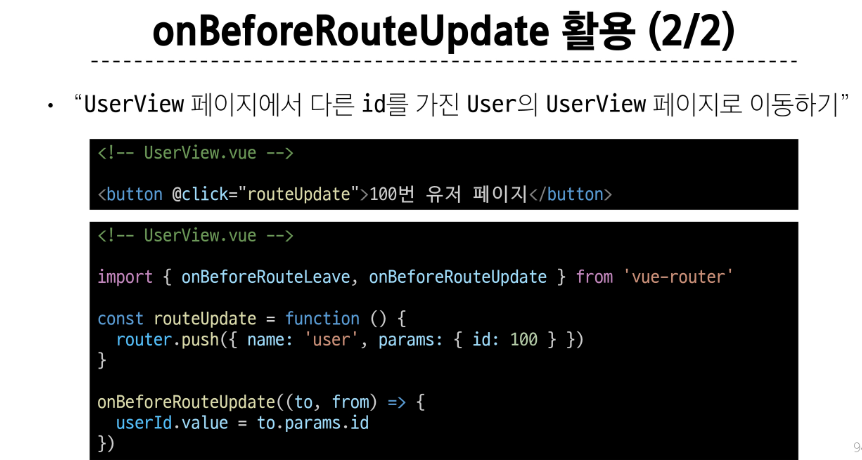 onBeforeRouteUpdate 활용 (2/2)
• “UserView 페이지에서 다른 id를 가진 User의 UserView 페이지로 이동하기”
<!-- UserView.vue -->
<button @click="routeUpdate">100번 유저 페이지</button>
<!-- UserView.vue -->
import { onBeforeRouteLeave, onBeforeRouteUpdate } from 'vue-router'
const routeUpdate = function () {
  router.push({ name: 'user', params: { id: 100 } })
}
onBeforeRouteUpdate((to, from) => {
  userId.value = to.params.id
})